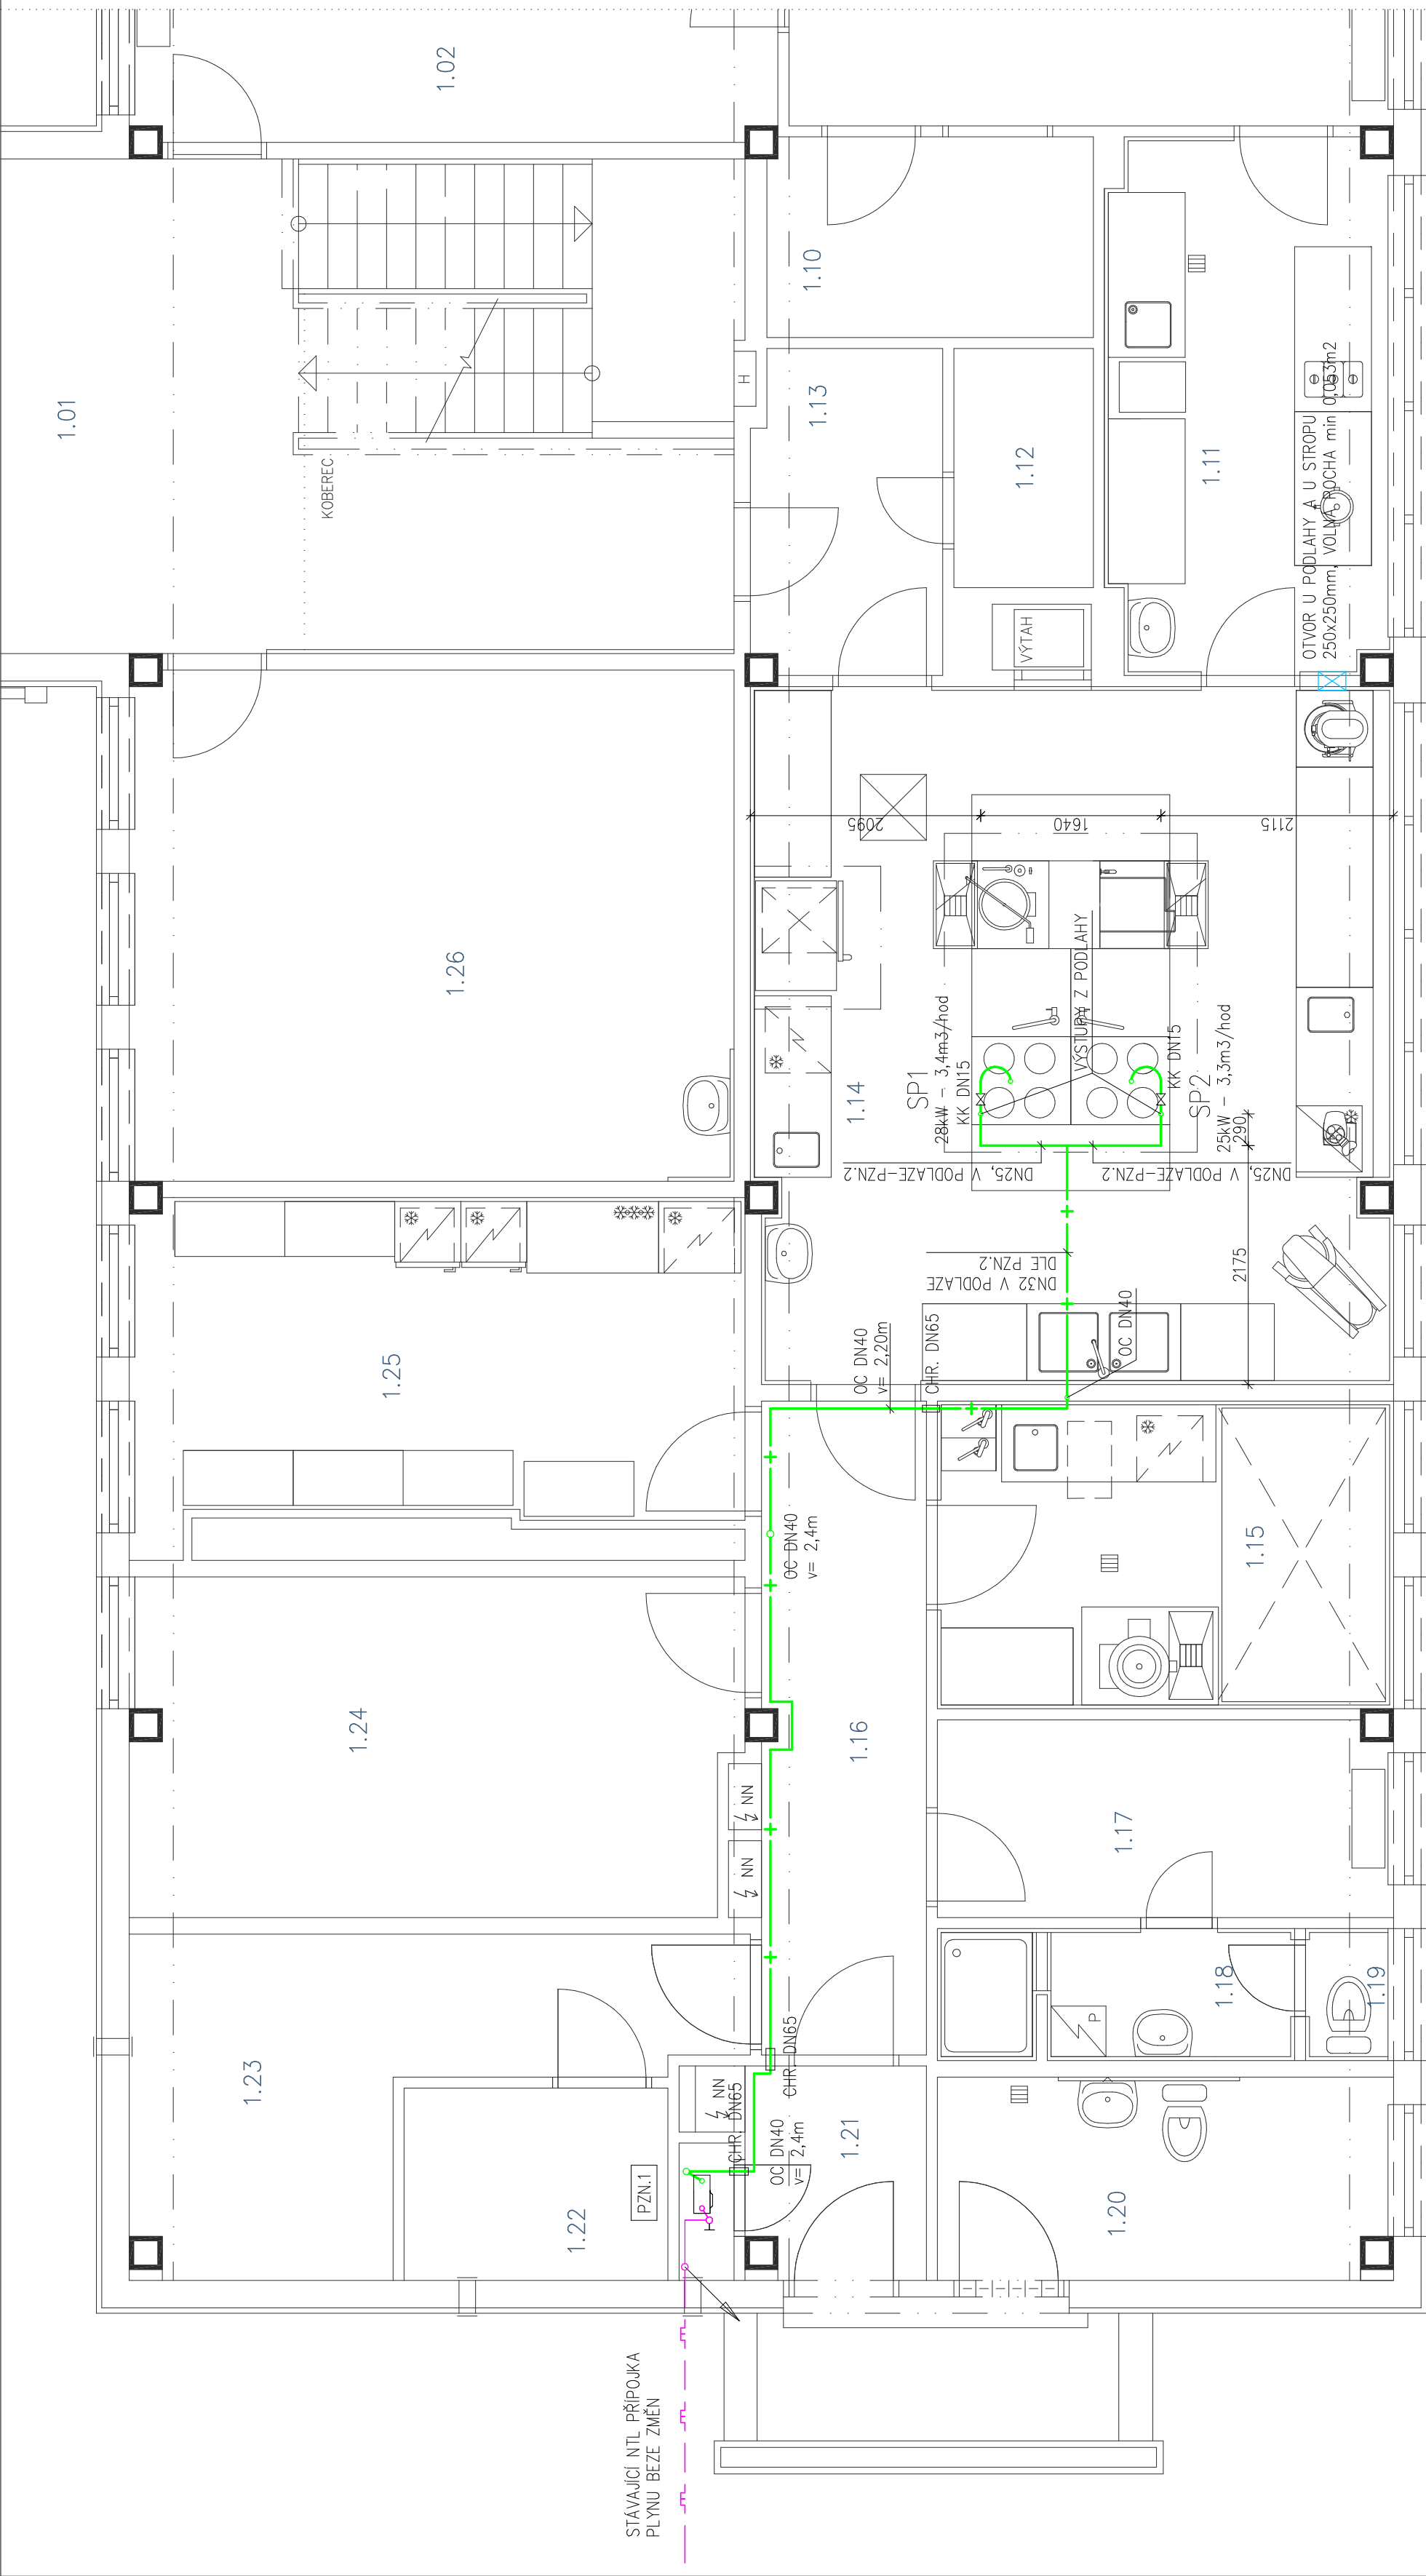 1.01
1.02
KOBEREC
H
1.10
1.13
1.12
1.11
VÝTAH
OTVOR U PODLAHY A U STROPU
250x250mm, VOLNÁ POCHA min 0,053m2
1.26
2095
1640
2115
1.14
SP1
28kW - 3,4m3/hod
KK DN15
VÝSTUPY Z PODLAHY
KK DN15
SP2
25kW - 3,3m3/hod
290
DN25, V PODLAZE-PZN.2
DN25, V PODLAZE-PZN.2
DN32 V PODLAZE
DLE PZN.2
2175
OC DN40
v= 2,20m
CHR. DN65
OC DN40
1.25
OC DN40
v= 2,4m
1.15
1.24
1.16
NN
NN
1.17
1.18
1.19
P
1.23
NN
CHR. DN65
CHR. DN65
OC DN40
v= 2,4m
1.21
PZN.1
1.22
1.20
STÁVAJÍCÍ NTL PŘÍPOJKA
PLYNU BEZE ZMĚN